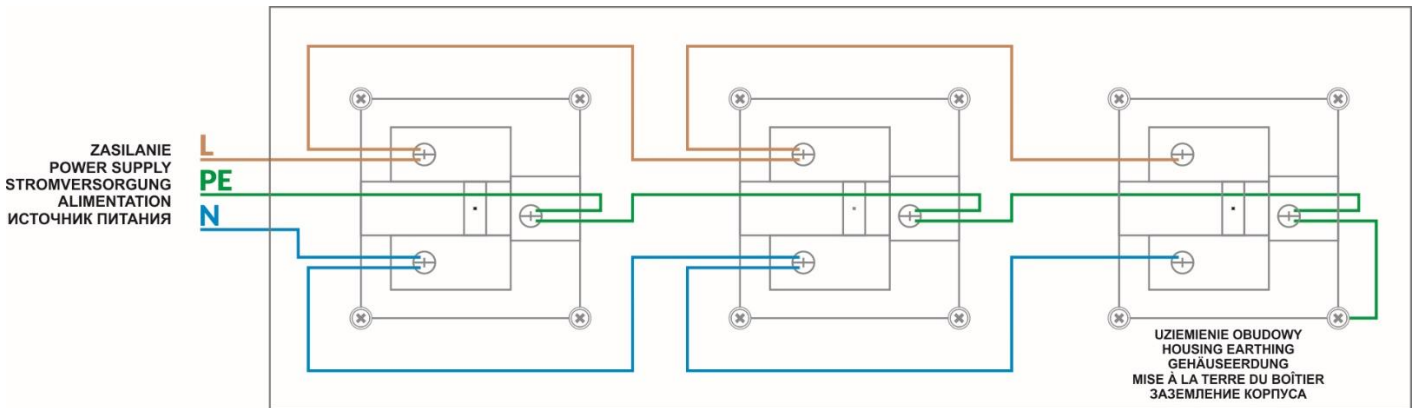 ZASILANIE
POWER SUPPLY
STROMVERSORGUNG
ALIMENTATION
ИСТОЧНИК ПИТАНИЯ
L
PE
N
UZIEMIENIE OBUDOWY
HOUSING EARTHING
GEHÄUSEERDUNG
MISE À LA TERRE DU BOÎTIER
ЗАЗЕМЛЕНИЕ КОРПУСА